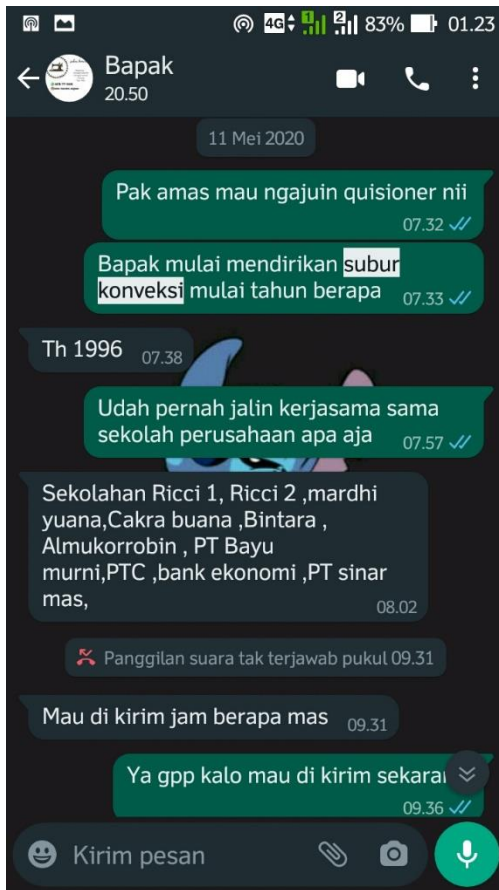 4G 1 2 83% 01.23
Bapak
20.50
11 Mei 2020
Pak amas mau ngajuin quisioner nii
07.32
Bapak mulai mendirikan subur
konveksi mulai tahun berapa 07.33
Th 1996 07.38
Udah pernah jalin kerjasama sama
sekolah perusahaan apa aja 07.57
Sekolahan Ricci 1, Ricci 2 ,mardhi
yuana,Cakra buana ,Bintara ,
Almukorrobin , PT Bayu
murni,PTC ,bank ekonomi ,PT sinar
mas,
08.02
Panggilan suara tak terjawab pukul 09.31
Mau di kirim jam berapa mas 09.31
Ya gpp kalo mau di kirim
09.36
Kirim pesan